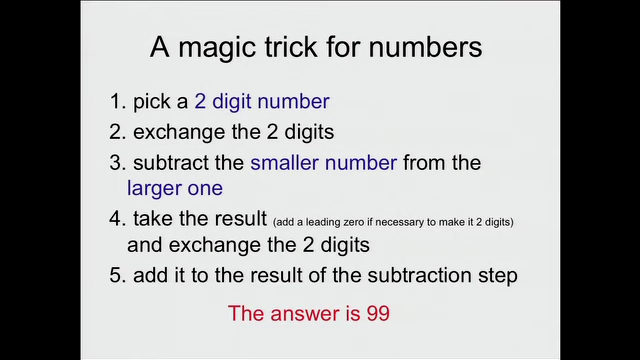 A magic trick for numbers
1. pick a 2 digit number
2. exchange the 2 digits
3. subtract the smaller number from the
larger one
4. take the result (add a leading zero if necessary to make it 2 digits)
and exchange the 2 digits
5. add it to the result of the subtraction step
The answer is 99